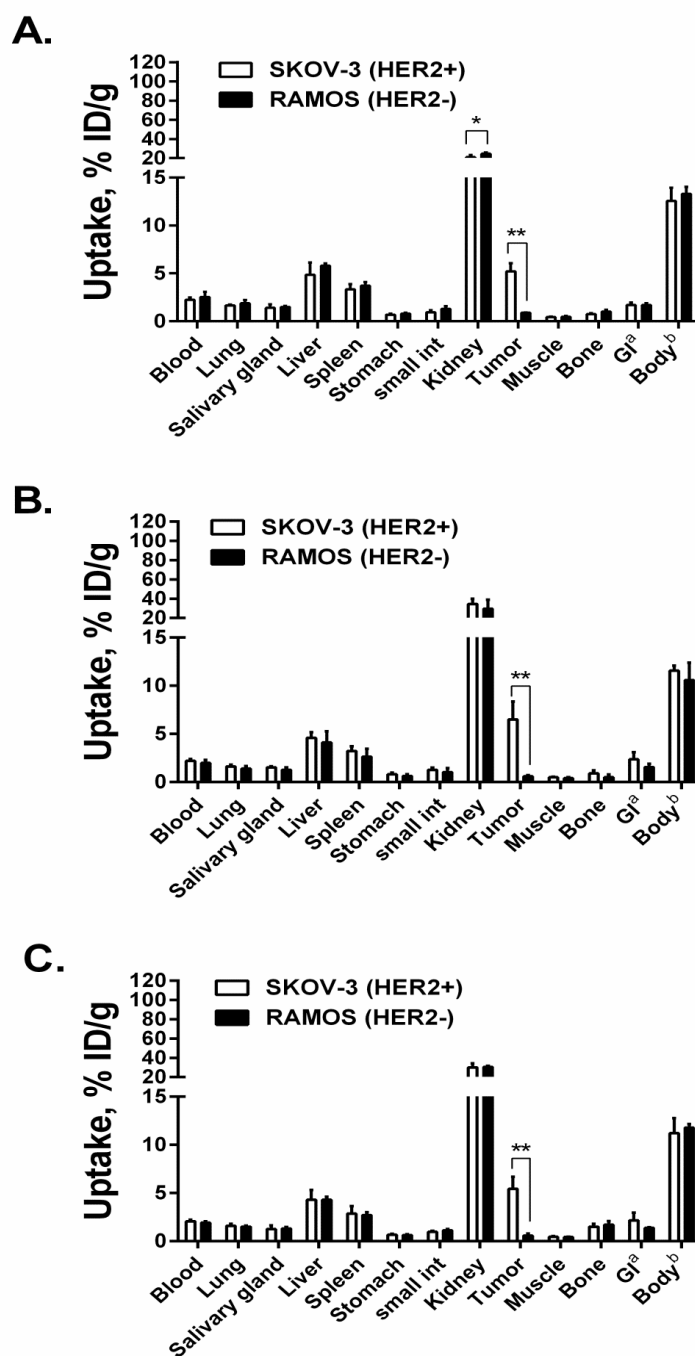 A.
SKOV-3 (HER2+)
RAMOS (HER2-)
Uptake, % ID/g
120
100
80
60
40
20
15
10
5
0
*
**
Blood
Lung
Salivary gland
Liver
Spleen
Stomach
small int
Kidney
Tumor
Muscle
Bone
GIᵃ
Bodyᵇ
B.
SKOV-3 (HER2+)
RAMOS (HER2-)
Uptake, % ID/g
120
100
80
60
40
20
15
10
5
0
**
Blood
Lung
Salivary gland
Liver
Spleen
Stomach
small int
Kidney
Tumor
Muscle
Bone
GIᵃ
Bodyᵇ
C.
SKOV-3 (HER2+)
RAMOS (HER2-)
Uptake, % ID/g
120
100
80
60
40
20
15
10
5
0
**
Blood
Lung
Salivary gland
Liver
Spleen
Stomach
small int
Kidney
Tumor
Muscle
Bone
GIᵃ
Bodyᵇ